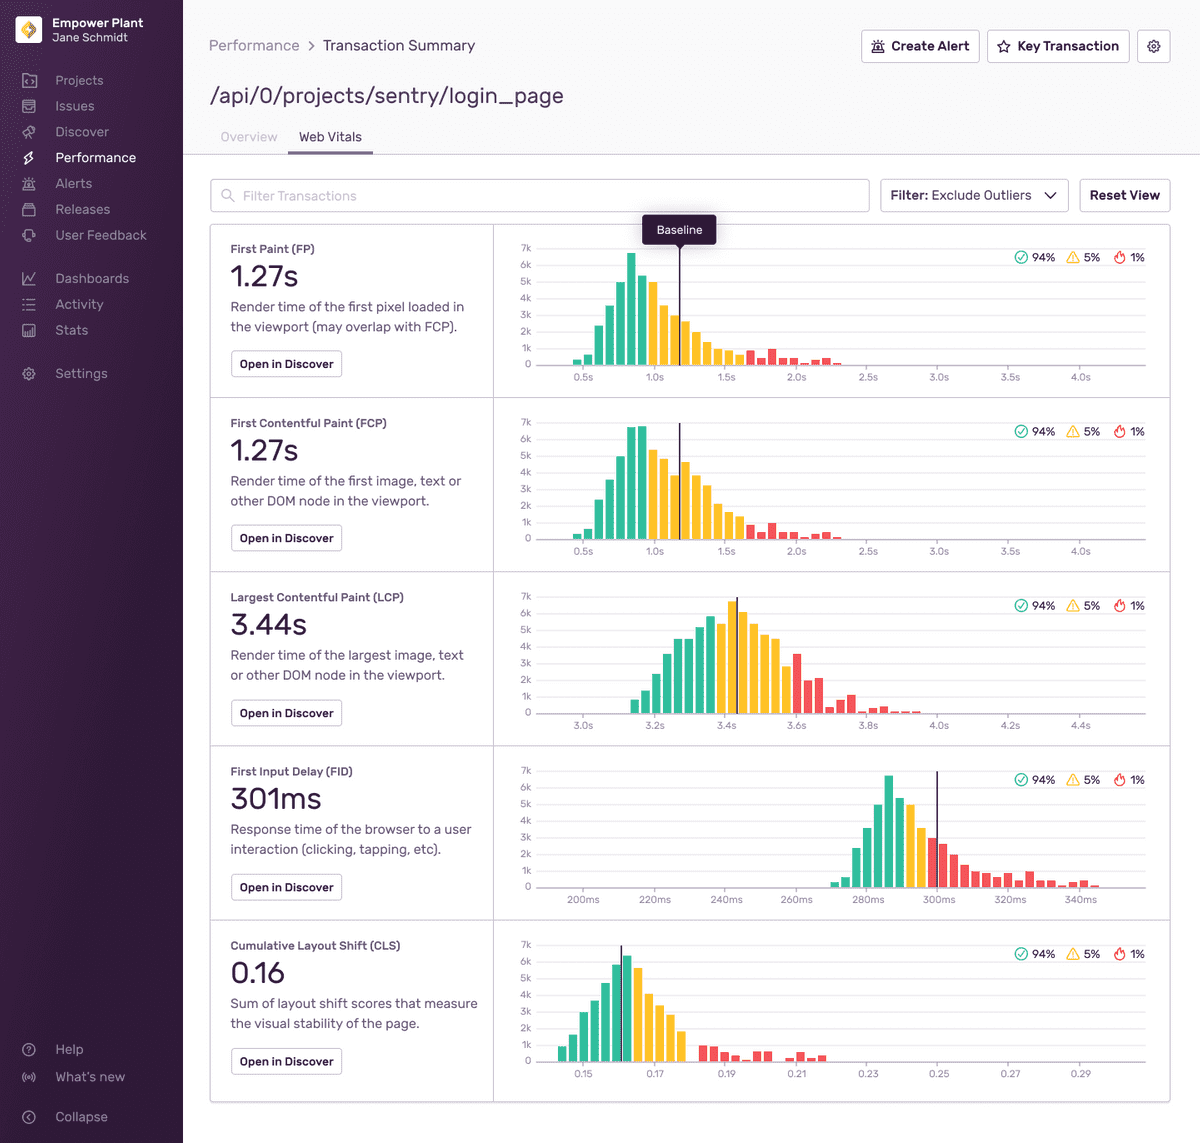 Empower Plant
Jane Schmidt
Projects
Issues
Discover
Performance
Alerts
Releases
User Feedback
Dashboards
Activity
Stats
Settings
Help
What's new
Collapse
Performance > Transaction Summary
Create Alert
Key Transaction
/api/0/projects/sentry/login_page
Overview
Web Vitals
Filter Transactions
Filter: Exclude Outliers
Reset View
Baseline
First Paint (FP)
1.27s
Render time of the first pixel loaded in
the viewport (may overlap with FCP).
Open in Discover
7k
6k
5k
4k
3k
2k
1k
0
94% 5% 1%
0.5s 1.0s 1.5s 2.0s 2.5s 3.0s 3.5s 4.0s
First Contentful Paint (FCP)
1.27s
Render time of the first image, text or
other DOM node in the viewport.
Open in Discover
7k
6k
5k
4k
3k
2k
1k
0
94% 5% 1%
0.5s 1.0s 1.5s 2.0s 2.5s 3.0s 3.5s 4.0s
Largest Contentful Paint (LCP)
3.44s
Render time of the largest image, text
or other DOM node in the viewport.
Open in Discover
7k
6k
5k
4k
3k
2k
1k
0
94% 5% 1%
3.0s 3.2s 3.4s 3.6s 3.8s 4.0s 4.2s 4.4s
First Input Delay (FID)
301ms
Response time of the browser to a user
interaction (clicking, tapping, etc).
Open in Discover
7k
6k
5k
4k
3k
2k
1k
0
94% 5% 1%
200ms 220ms 240ms 260ms 280ms 300ms 320ms 340ms
Cumulative Layout Shift (CLS)
0.16
Sum of layout shift scores that measure
the visual stability of the page.
Open in Discover
7k
6k
5k
4k
3k
2k
1k
0
94% 5% 1%
0.15 0.17 0.19 0.21 0.23 0.25 0.27 0.29